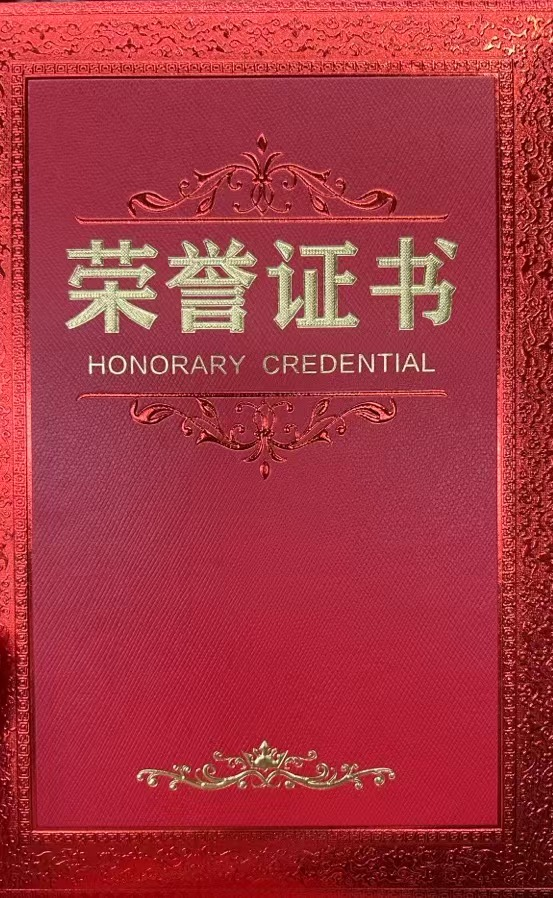 荣誉证书
HONORARY CREDENTIAL